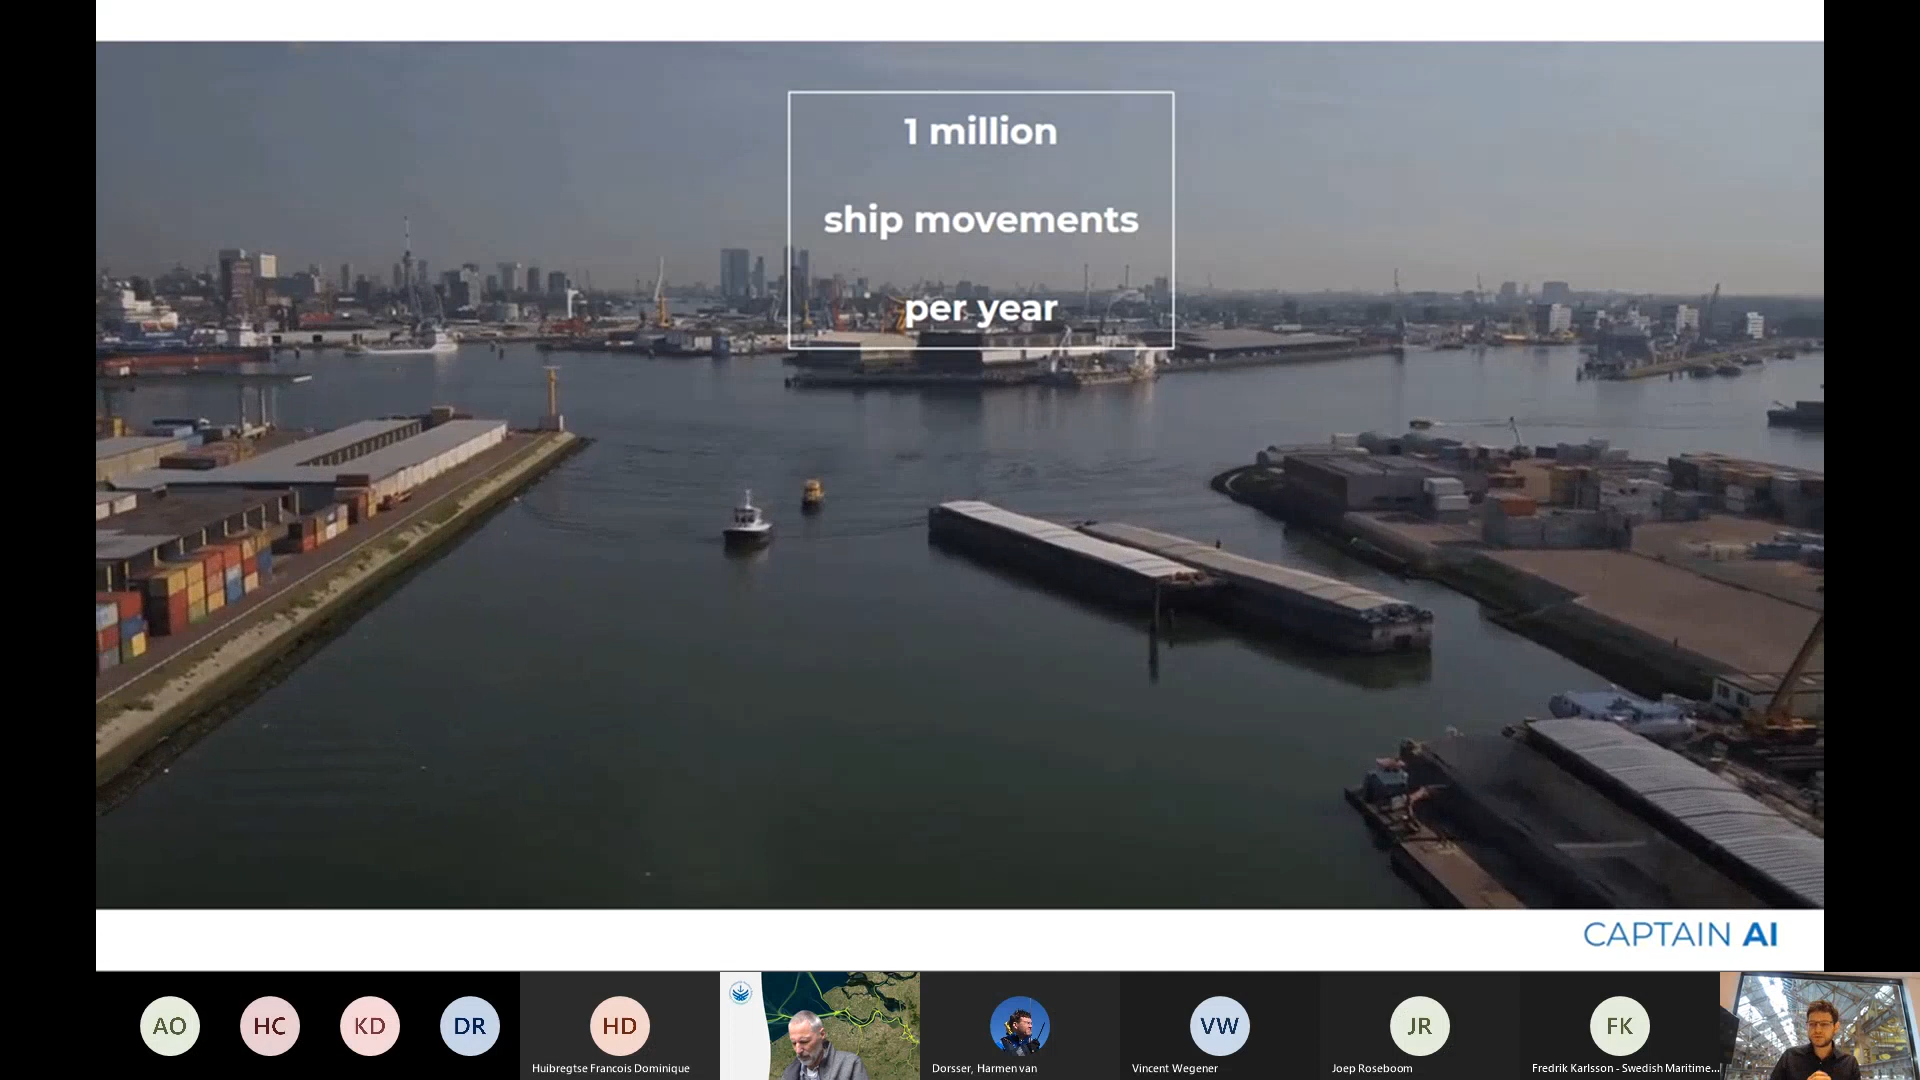 1 million
ship movements
per year
CAPTAIN AI
AO
HC
KD
DR
HD
VW
JR
FK
Huibregtse Francois Dominique
Dorsser, Harmen van
Vincent Wegener
Joep Roseboom
Fredrik Karlsson - Swedish Maritime...